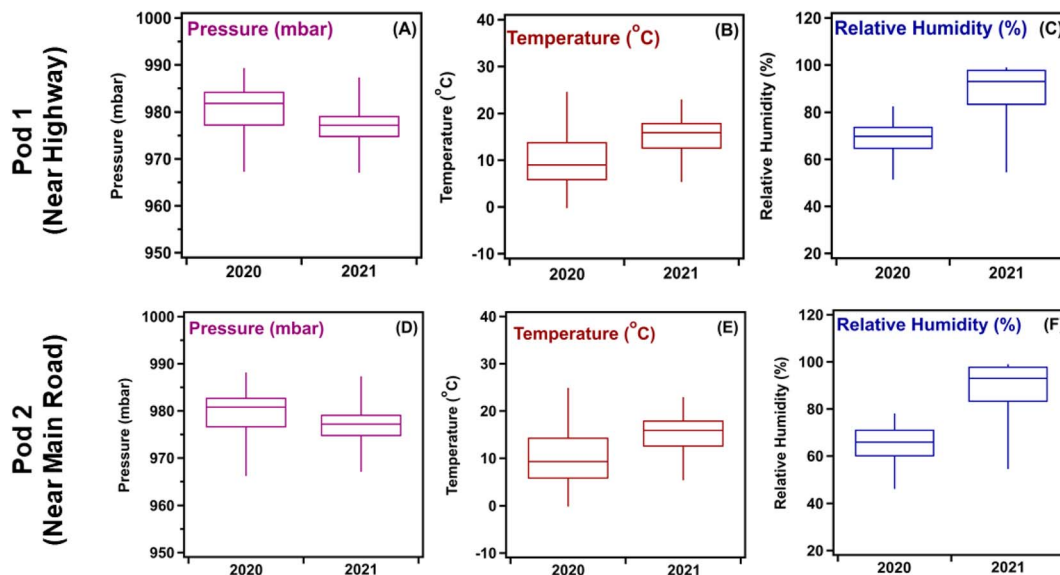 Pod 1
(Near Highway)
Pressure (mbar)
1000
990
980
970
960
950
Pressure (mbar)
(A)
2020
2021
Temperature (°C)
40
30
20
10
0
-10
Temperature (°C)
(B)
2020
2021
Relative Humidity (%)
120
100
80
60
40
20
Relative Humidity (%)
(C)
2020
2021
Pod 2
(Near Main Road)
Pressure (mbar)
1000
990
980
970
960
950
Pressure (mbar)
(D)
2020
2021
Temperature (°C)
40
30
20
10
0
-10
Temperature (°C)
(E)
2020
2021
Relative Humidity (%)
120
100
80
60
40
20
Relative Humidity (%)
(F)
2020
2021